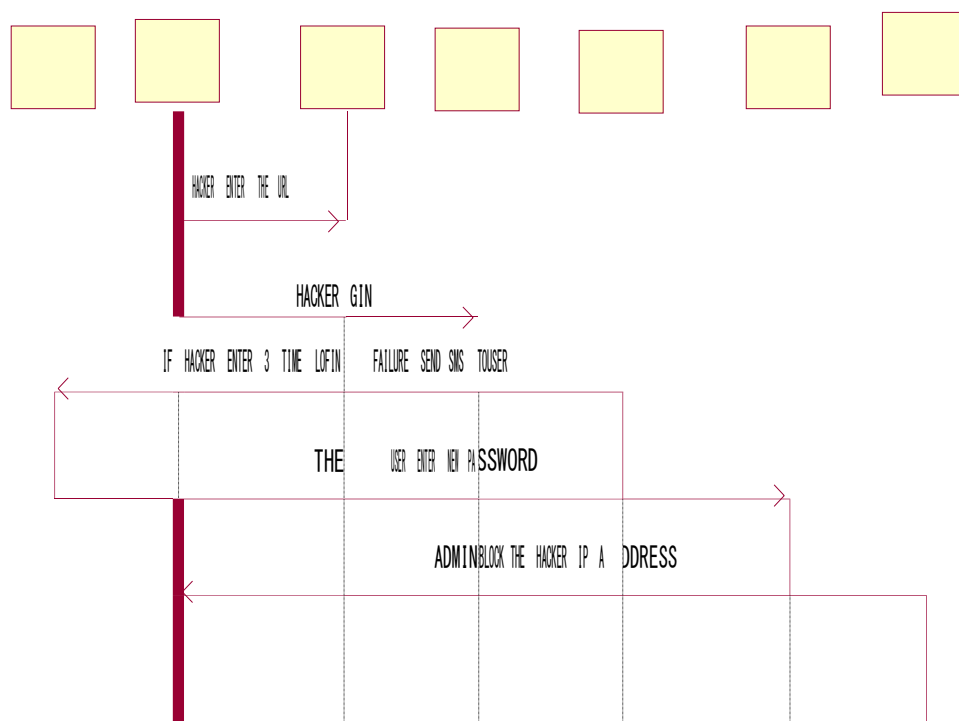 HACKER ENTER THE URL
HACKER GIN
IF HACKER ENTER 3 TIME LOFIN FAILURE SEND SMS TOUSER
THE USER ENTER NEW PASSWORD
ADMINBLOCK THE HACKER IP A DDRESS